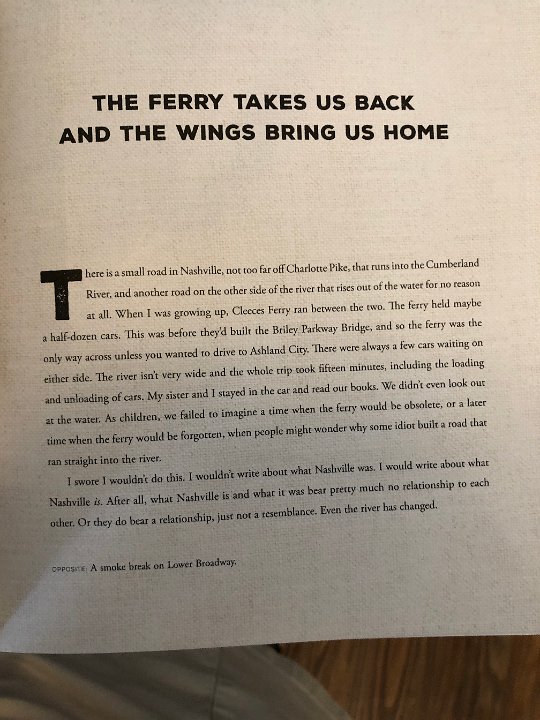 THE FERRY TAKES US BACK
AND THE WINGS BRING US HOME
There is a small road in Nashville, not too far off Charlotte Pike, that runs into the Cumberland
River, and another road on the other side of the river that rises out of the water for no reason
at all. When I was growing up, Cleeces Ferry ran between the two. The ferry held maybe
a half-dozen cars. This was before they'd built the Briley Parkway Bridge, and so the ferry was the
only way across unless you wanted to drive to Ashland City. There were always a few cars waiting on
either side. The river isn't very wide and the whole trip took fifteen minutes, including the loading
and unloading of cars. My sister and I stayed in the car and read our books. We didn't even look out
at the water. As children, we failed to imagine a time when the ferry would be obsolete, or a later
time when the ferry would be forgotten, when people might wonder why some idiot built a road that
ran straight into the river.
I swore I wouldn't do this. I wouldn't write about what Nashville was. I would write about what
Nashville is. After all, what Nashville is and what it was bear pretty much no relationship to each
other. Or they do bear a relationship, just not a resemblance. Even the river has changed.
OPPOSITE: A smoke break on Lower Broadway.